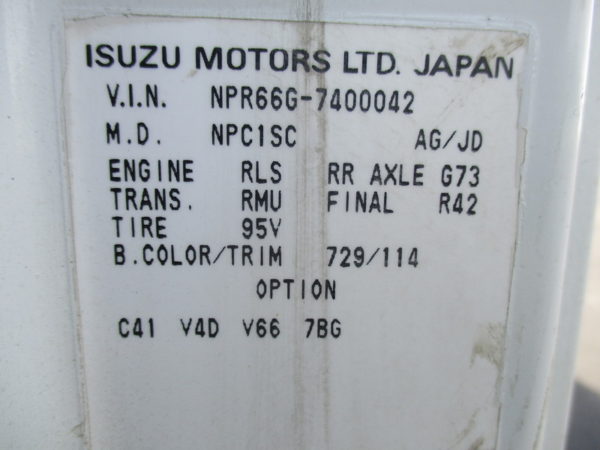 ISUZU MOTORS LTD. JAPAN
V.I.N. NPR66G-7400042
M.D. NPC1SC AG/JD
ENGINE RLS RR AXLE G73
TRANS. RMU FINAL R42
TIRE 95V
B.COLOR/TRIM 729/114
OPTION
C41 V4D V66 7BG